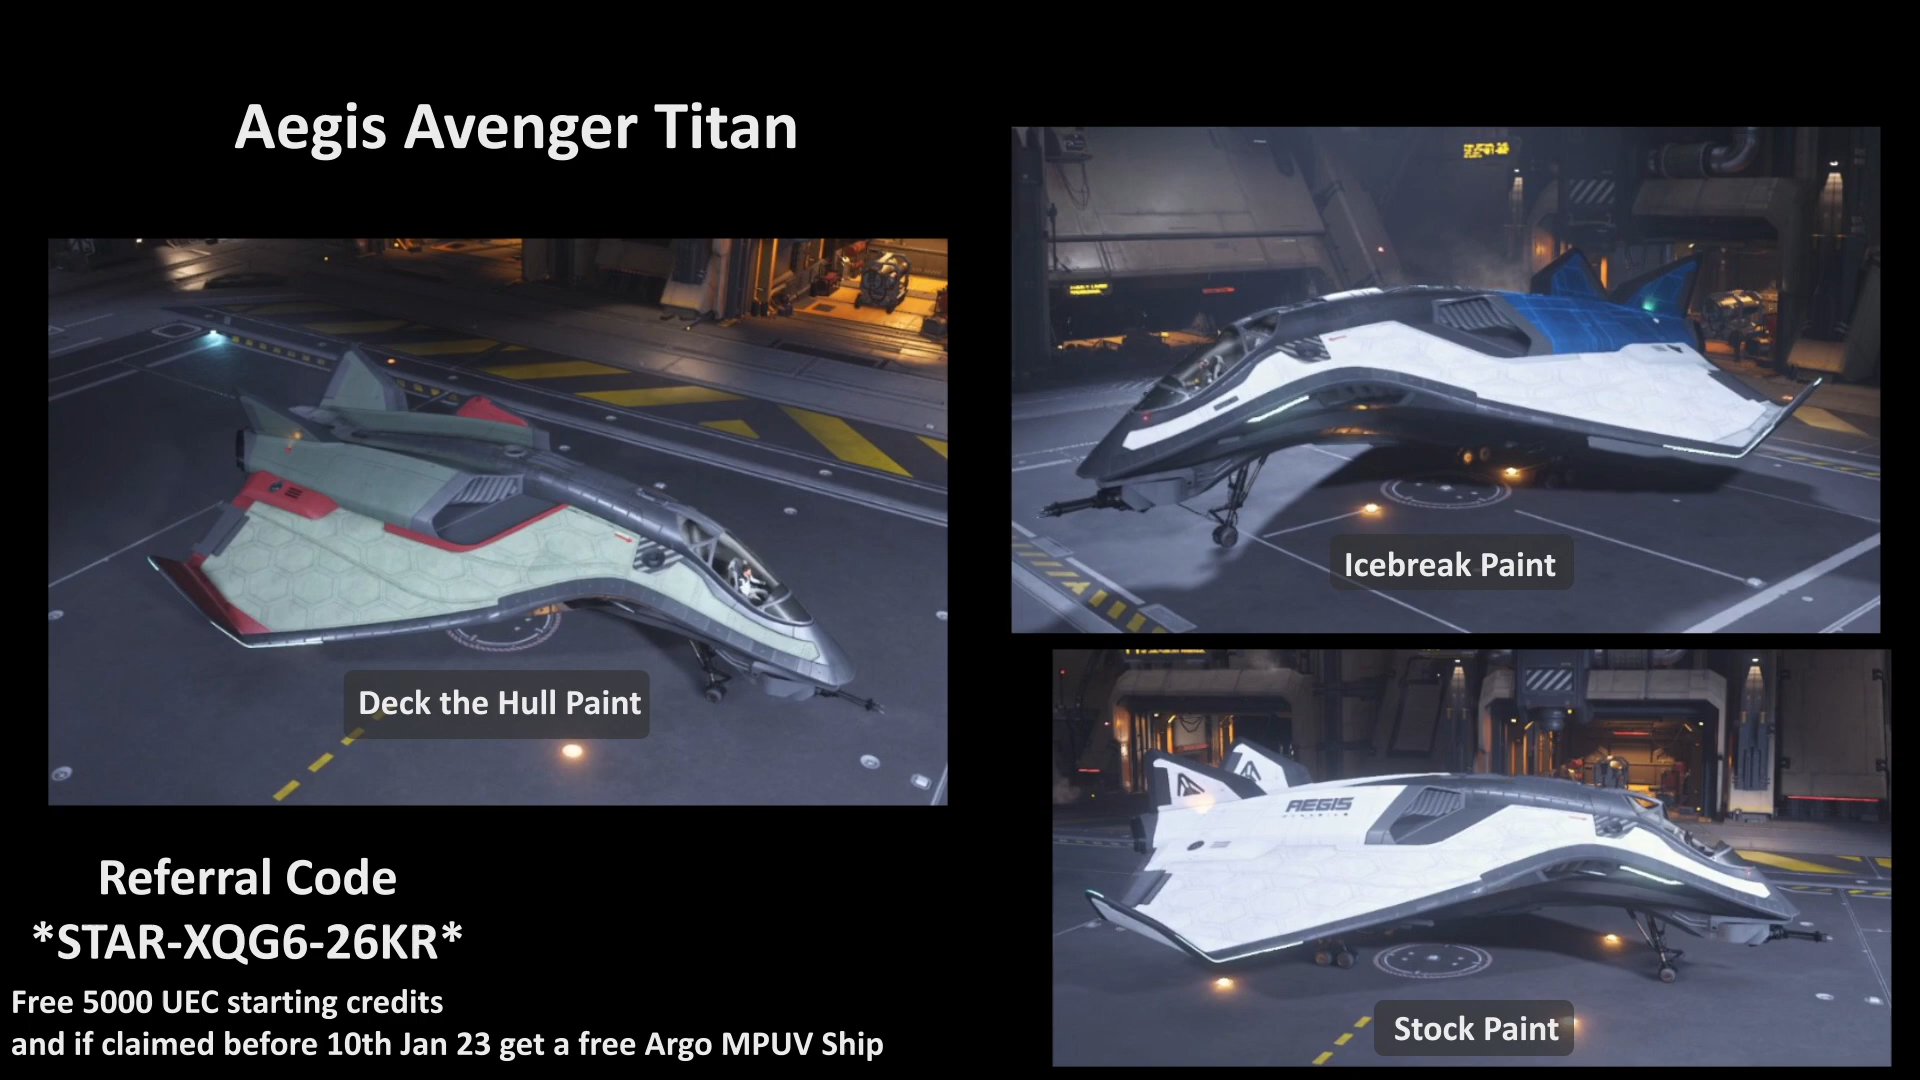 Aegis Avenger Titan
Deck the Hull Paint
Icebreak Paint
AEGIS
Stock Paint
Referral Code
*STAR-XQG6-26KR*
Free 5000 UEC starting credits
and if claimed before 10th Jan 23 get a free Argo MPUV Ship